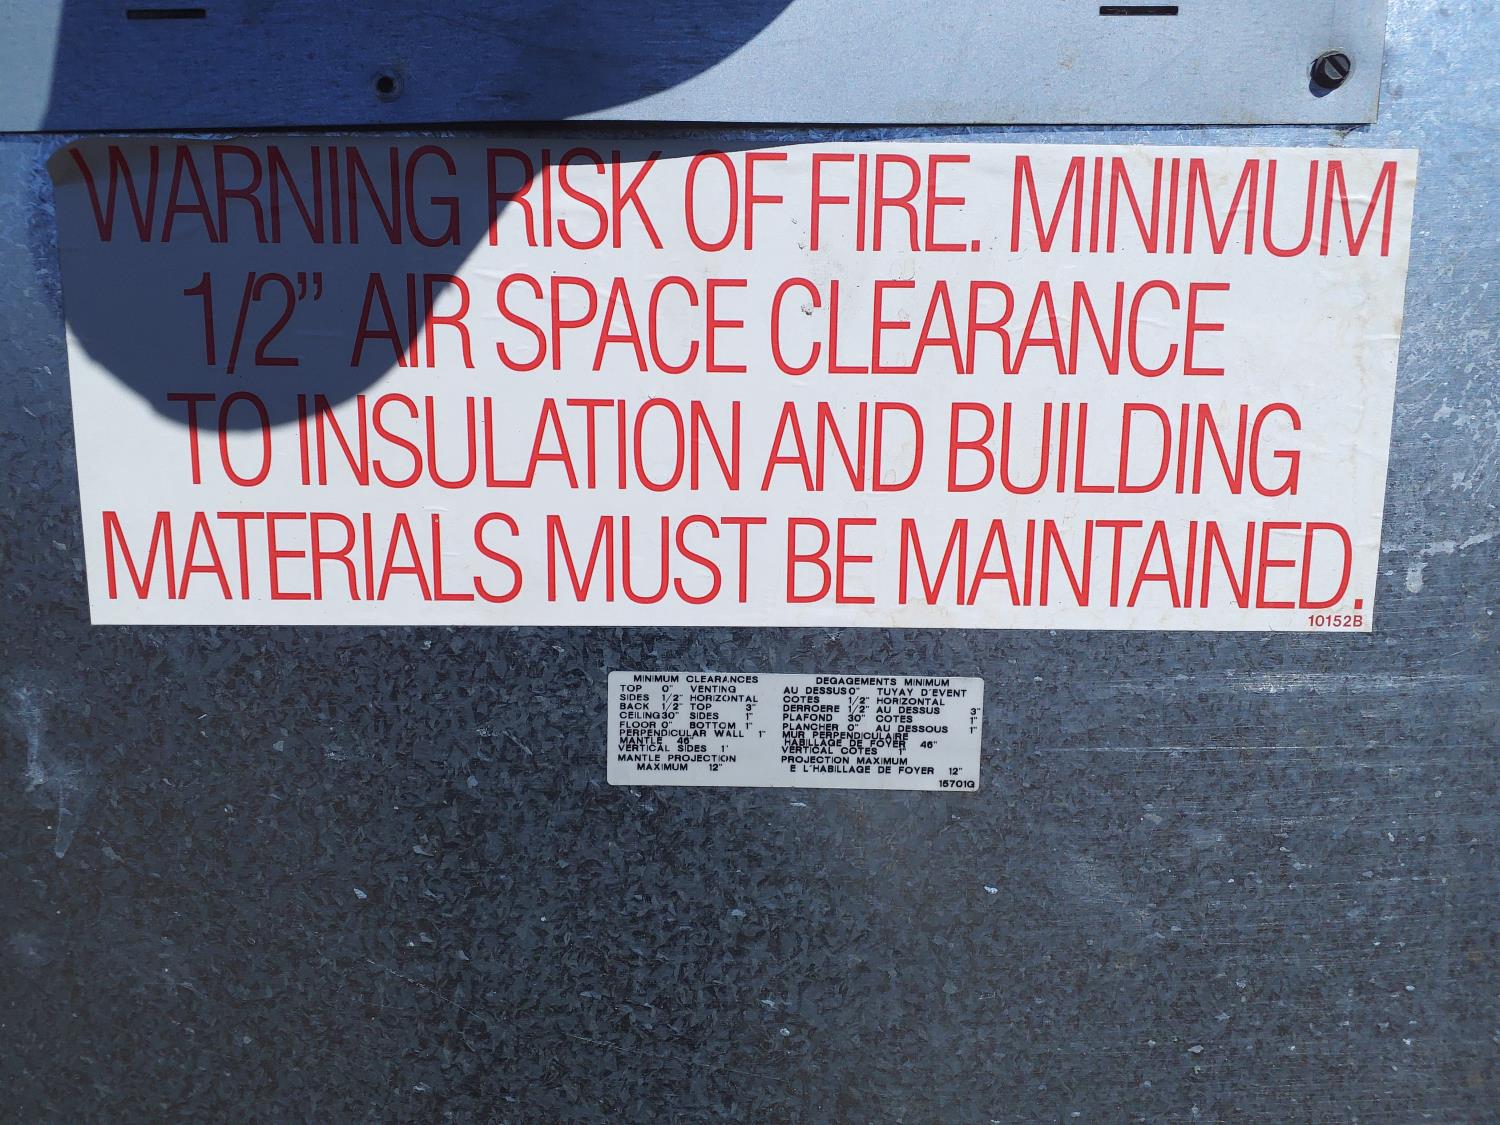 WARNING RISK OF FIRE. MINIMUM
1/2" AIR SPACE CLEARANCE
TO INSULATION AND BUILDING
MATERIALS MUST BE MAINTAINED.
10152B
MINIMUM CLEARANCES
TOP 0" VENTING
SIDES 1/2" HORIZONTAL
BACK 1/2" TOP 3"
CEILING 30" SIDES 1"
FLOOR 0" BOTTOM 1"
PERPENDICULAR WALL 1"
MANTLE 46"
VERTICAL SIDES 1"
MANTLE PROJECTION
MAXIMUM 12"
DEGAGEMENTS MINIMUM
AU DESSUS 0" TUYAY D'EVENT
COTES 1/2" HORIZONTAL
DERROERE 1/2" AU DESSUS 3"
PLAFOND 30" COTES 1"
PLANCHER 0" AU DESSOUS 1"
MUR PERPENDICULAIRE
HABILLAGE DE FOYER 46"
VERTICAL COTES 1"
PROJECTION MAXIMUM
E L'HABILLAGE DE FOYER 12"
15701G